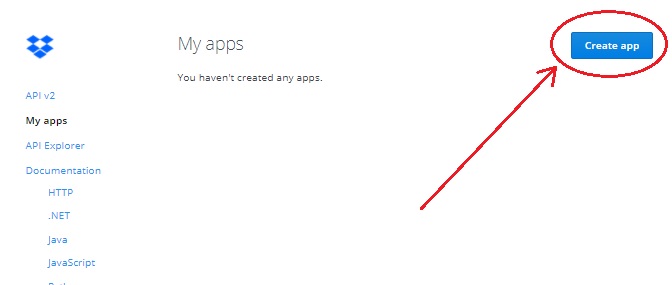 My apps
Create app
You haven't created any apps.
API v2
My apps
API Explorer
Documentation
HTTP
.NET
Java
JavaScript